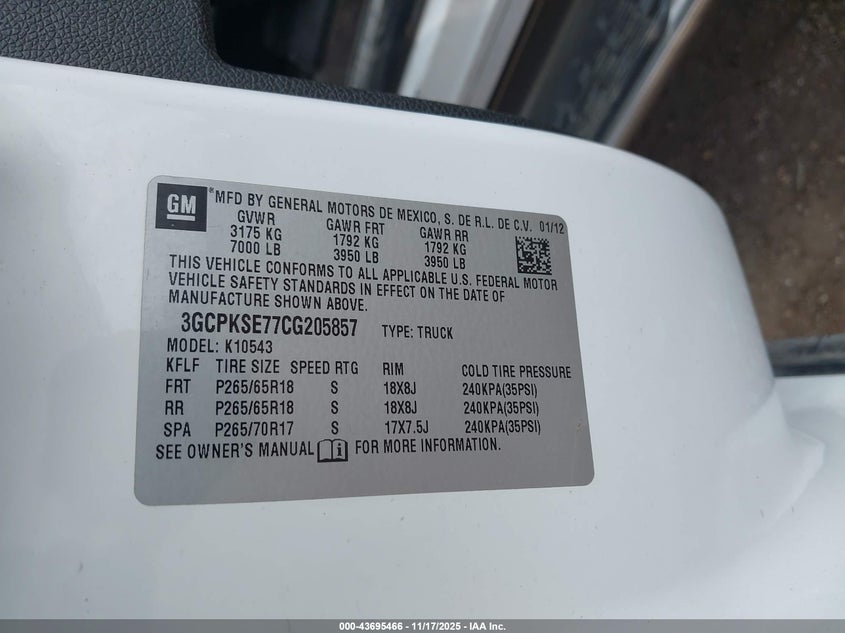 GM
®MFD BY GENERAL MOTORS DE MEXICO, S. DE R.L. DE C.V. 01/12
GVWR GAWR FRT GAWR RR
3175 KG 1792 KG 1792 KG
7000 LB 3950 LB 3950 LB
THIS VEHICLE CONFORMS TO ALL APPLICABLE U.S. FEDERAL MOTOR
VEHICLE SAFETY STANDARDS IN EFFECT ON THE DATE OF
MANUFACTURE SHOWN ABOVE.
3GCPKSE77CG205857 TYPE: TRUCK
MODEL: K10543
KFLF TIRE SIZE SPEED RTG RIM COLD TIRE PRESSURE
FRT P265/65R18 S 18X8J 240KPA(35PSI)
RR P265/65R18 S 18X8J 240KPA(35PSI)
SPA P265/70R17 S 17X7.5J 240KPA(35PSI)
SEE OWNER'S MANUAL i FOR MORE INFORMATION.
000-43695466 - 11/17/2025 - IAA Inc.